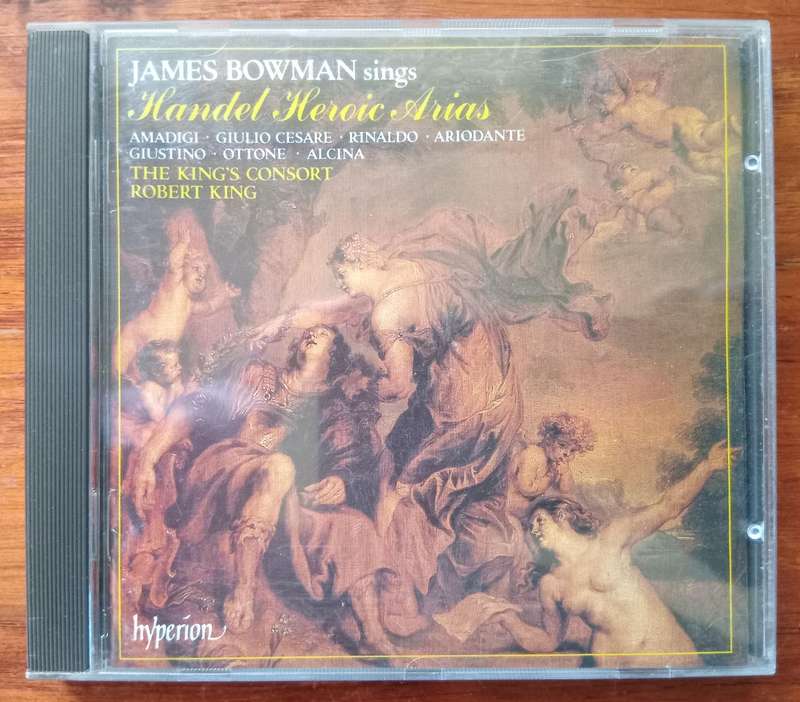 JAMES BOWMAN sings
Handel Heroic Arias
AMADIGI · GIULIO CESARE · RINALDO · ARIODANTE
GIUSTINO · OTTONE · ALCINA
THE KING'S CONSORT
ROBERT KING
hyperion